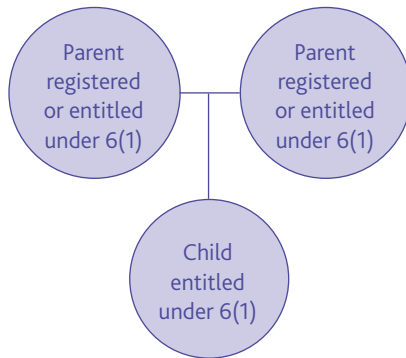 Parent
registered
or entitled
under 6(1)
Parent
registered
or entitled
under 6(1)
Child
entitled
under 6(1)